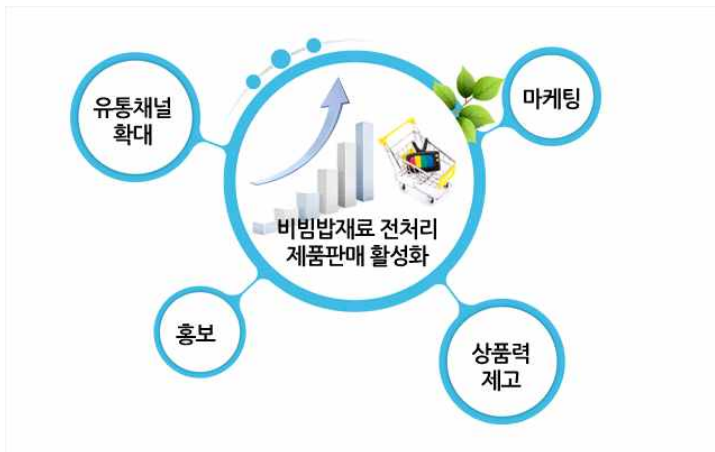 유통채널
확대
마케팅
비빔밥재료 전처리
제품판매 활성화
홍보
상품력
제고